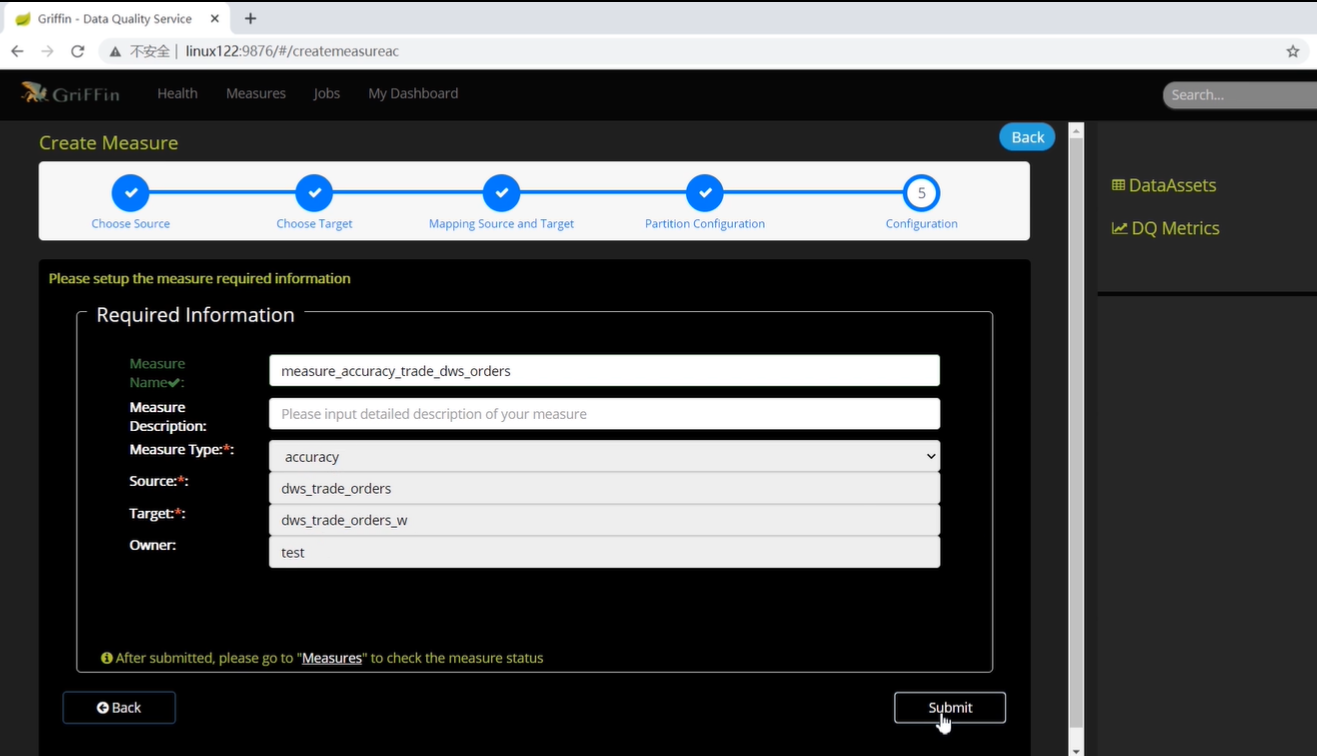 Griffin - Data Quality Service
不安全 | linux122:9876/#/createmeasureac
GriFFin Health Measures Jobs My Dashboard Search...
Create Measure Back
5
Choose Source Choose Target Mapping Source and Target Partition Configuration Configuration
DataAssets
DQ Metrics
Please setup the measure required information
Required Information
Measure
Name✔:
measure_accuracy_trade_dws_orders
Measure
Description:
Please input detailed description of your measure
Measure Type:*: accuracy
Source:*: dws_trade_orders
Target:*: dws_trade_orders_w
Owner: test
After submitted, please go to "Measures" to check the measure status
Back Submit